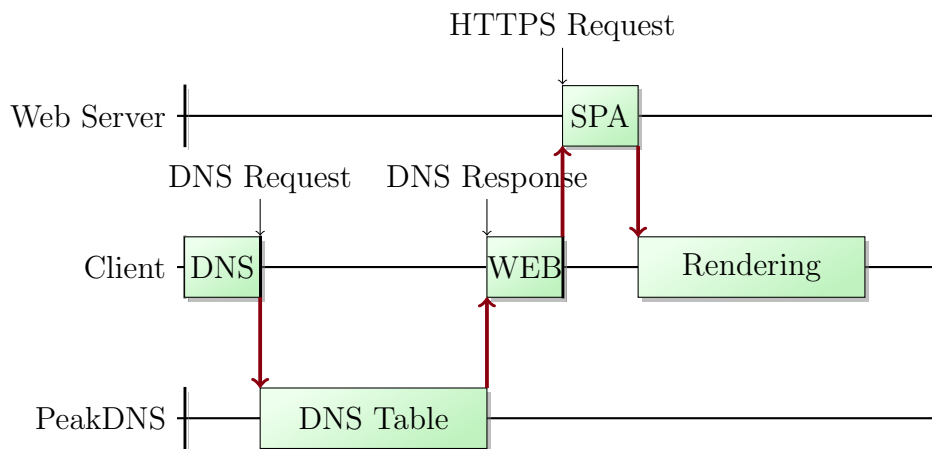 HTTPS Request
Web Server
SPA
DNS Request
DNS Response
Client
DNS
WEB
Rendering
PeakDNS
DNS Table